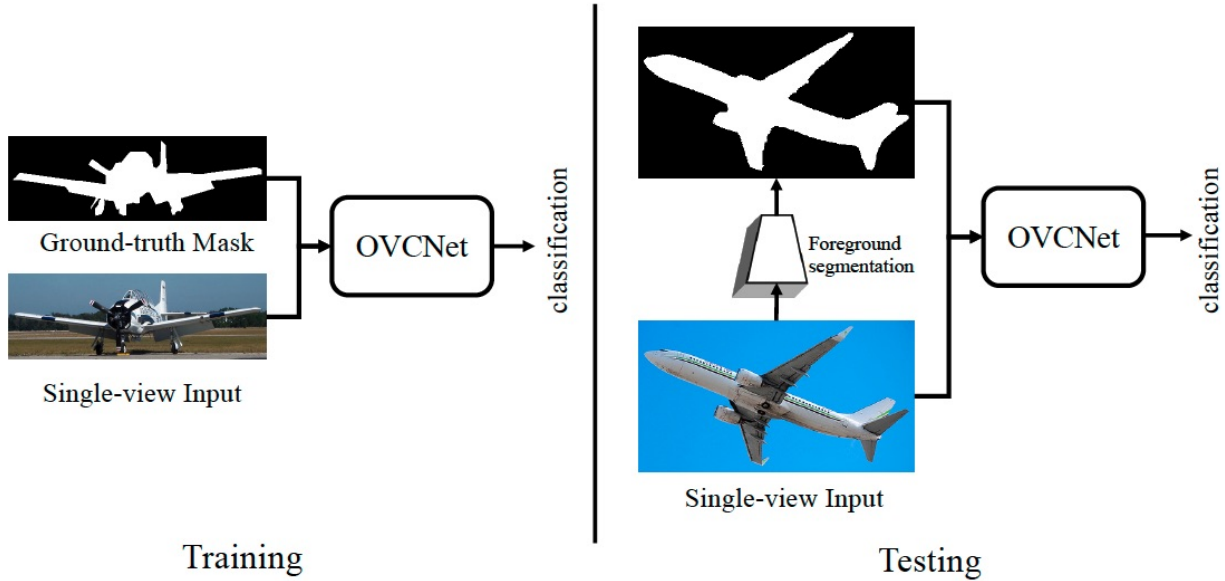 Ground-truth Mask
Single-view Input
OVCNet
classification
Training
Foreground
segmentation
Single-view Input
OVCNet
classification
Testing